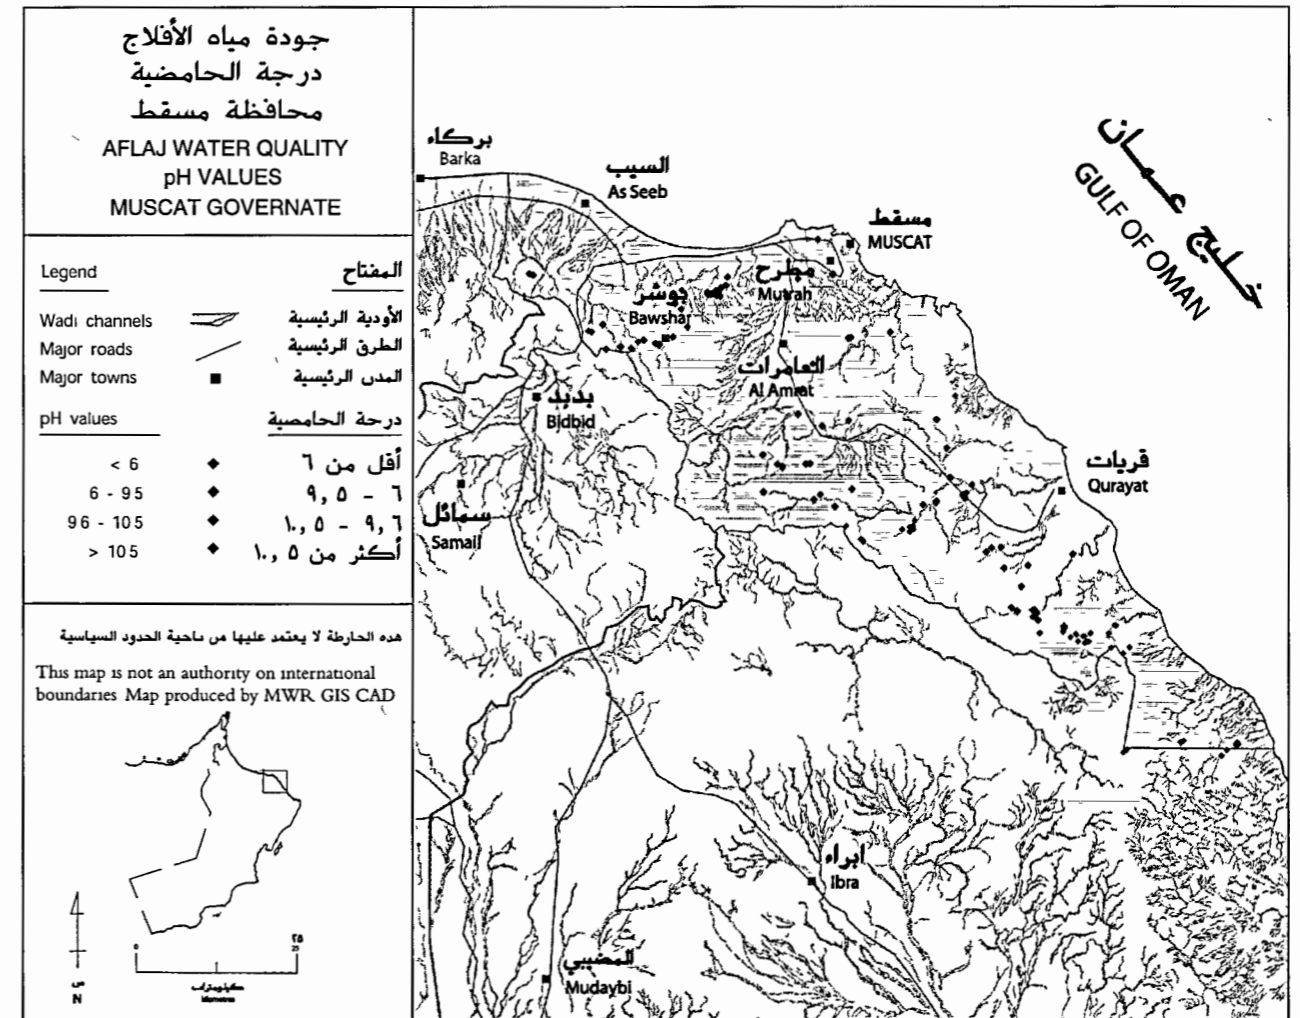 جودة مياه الأفلاج
درجة الحامضية
محافظة مسقط
AFLAJ WATER QUALITY
pH VALUES
MUSCAT GOVERNATE
Legend المفتاح
Wadi channels الأودية الرئيسية
Major roads الطرق الرئيسية
Major towns المدن الرئيسية
pH values درجة الحامضية
< 6 أقل من ٦
6 - 95 ٦ - ٩,٥
96 - 105 ٩,٦ - ١٠,٥
> 105 أكثر من ١٠,٥
هذه الخارطة لا يعتمد عليها من ناحية الحدود السياسية
This map is not an authority on international
boundaries Map produced by MWR GIS CAD
N
0
٢٥
25
كيلومترات
kilometres
بركاء
Barka
السيب
As Seeb
مسقط
MUSCAT
خليج عمان
GULF OF OMAN
مطرح
Mutrah
بوشر
Bawshar
العامرات
Al Amrat
بدبد
Bidbid
قريات
Qurayat
سمائل
Samail
ابراء
Ibra
المضيبي
Mudaybi